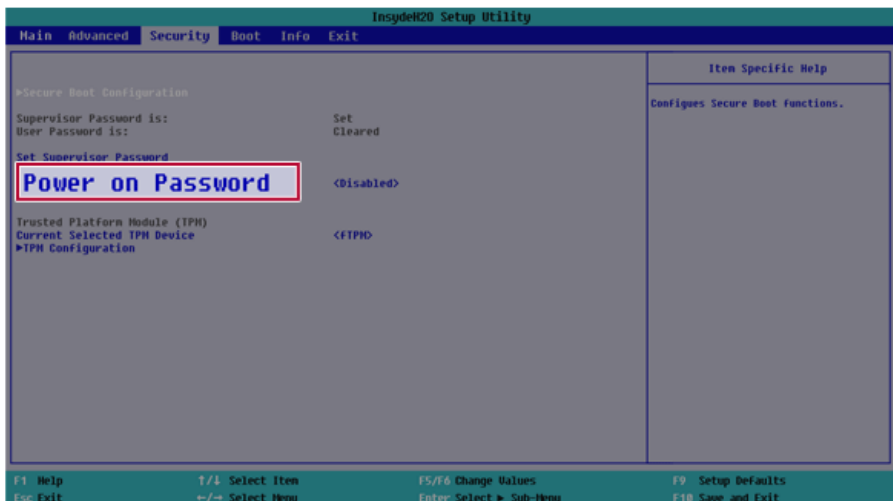 InsydeH20 Setup Utility
Main Advanced Security Boot Info Exit
Item Specific Help
▶Secure Boot Configuration
Configues Secure Boot functions.
Supervisor Password is: Set
User Password is: Cleared
Set Supervisor Password
Power on Password <Disabled>
Trusted Platform Module (TPM)
Current Selected TPM Device <fTPM>
▶TPM Configuration
F1 Help ↑/↓ Select Item F5/F6 Change Values F9 Setup Defaults
Esc Exit ←/→ Select Menu Enter Select ▶ Sub-Menu F10 Save and Exit